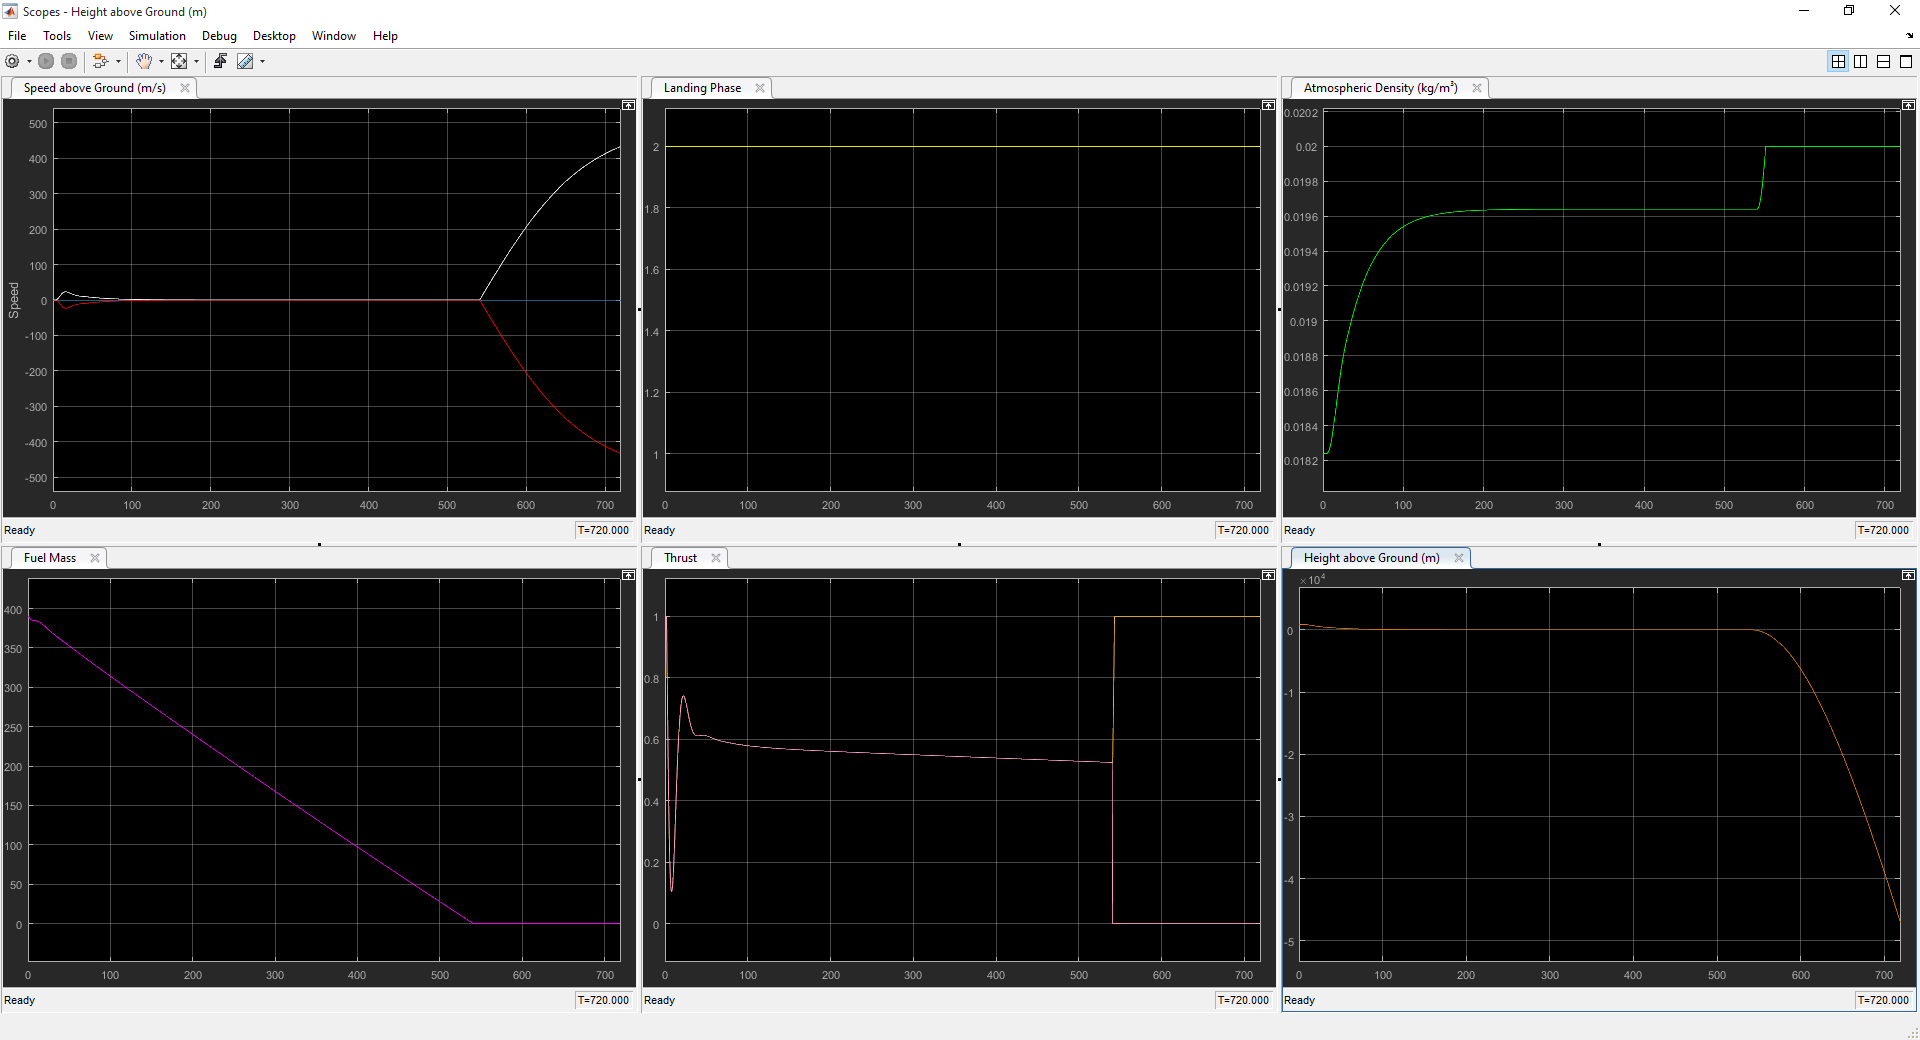 Scopes - Height above Ground (m)
File Tools View Simulation Debug Desktop Window Help
Speed above Ground (m/s)
500
400
300
200
100
0
-100
-200
-300
-400
-500
Speed
0 100 200 300 400 500 600 700
Ready T=720.000
Landing Phase
2
1.8
1.6
1.4
1.2
1
0 100 200 300 400 500 600 700
Ready T=720.000
Atmospheric Density (kg/m³)
0.0202
0.02
0.0198
0.0196
0.0194
0.0192
0.019
0.0188
0.0186
0.0184
0.0182
0 100 200 300 400 500 600 700
Ready T=720.000
Fuel Mass
400
350
300
250
200
150
100
50
0
0 100 200 300 400 500 600 700
Ready T=720.000
Thrust
1
0.8
0.6
0.4
0.2
0
0 100 200 300 400 500 600 700
Ready T=720.000
Height above Ground (m)
×10⁴
0
-1
-2
-3
-4
-5
0 100 200 300 400 500 600 700
Ready T=720.000